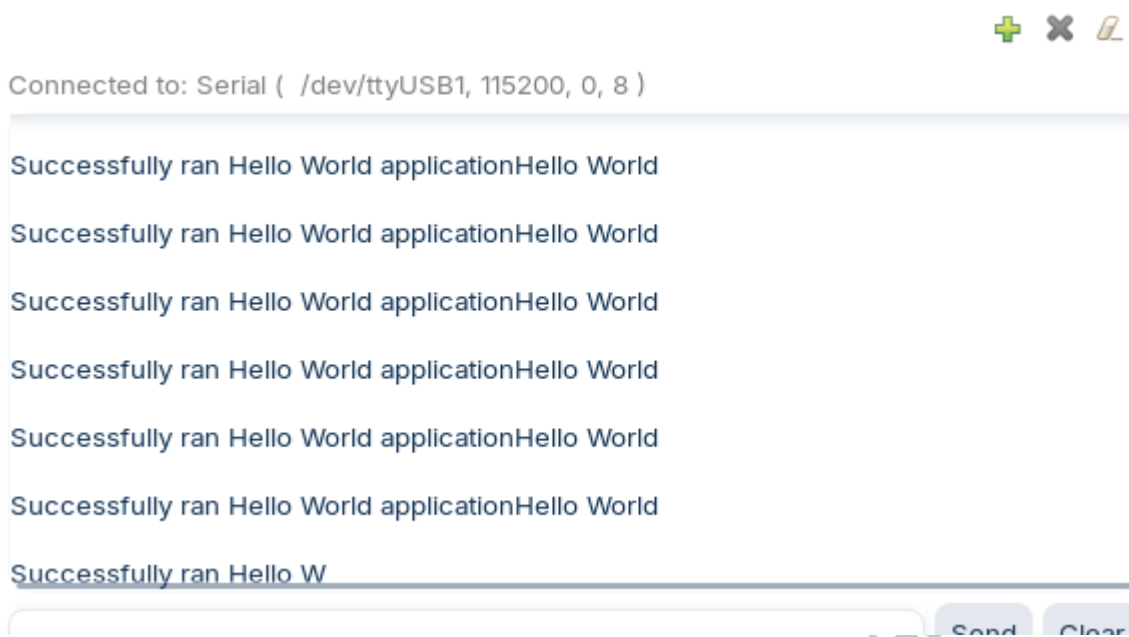 Connected to: Serial ( /dev/ttyUSB1, 115200, 0, 8 )
Successfully ran Hello World applicationHello World
Successfully ran Hello World applicationHello World
Successfully ran Hello World applicationHello World
Successfully ran Hello World applicationHello World
Successfully ran Hello World applicationHello World
Successfully ran Hello World applicationHello World
Successfully ran Hello W
Send Clear